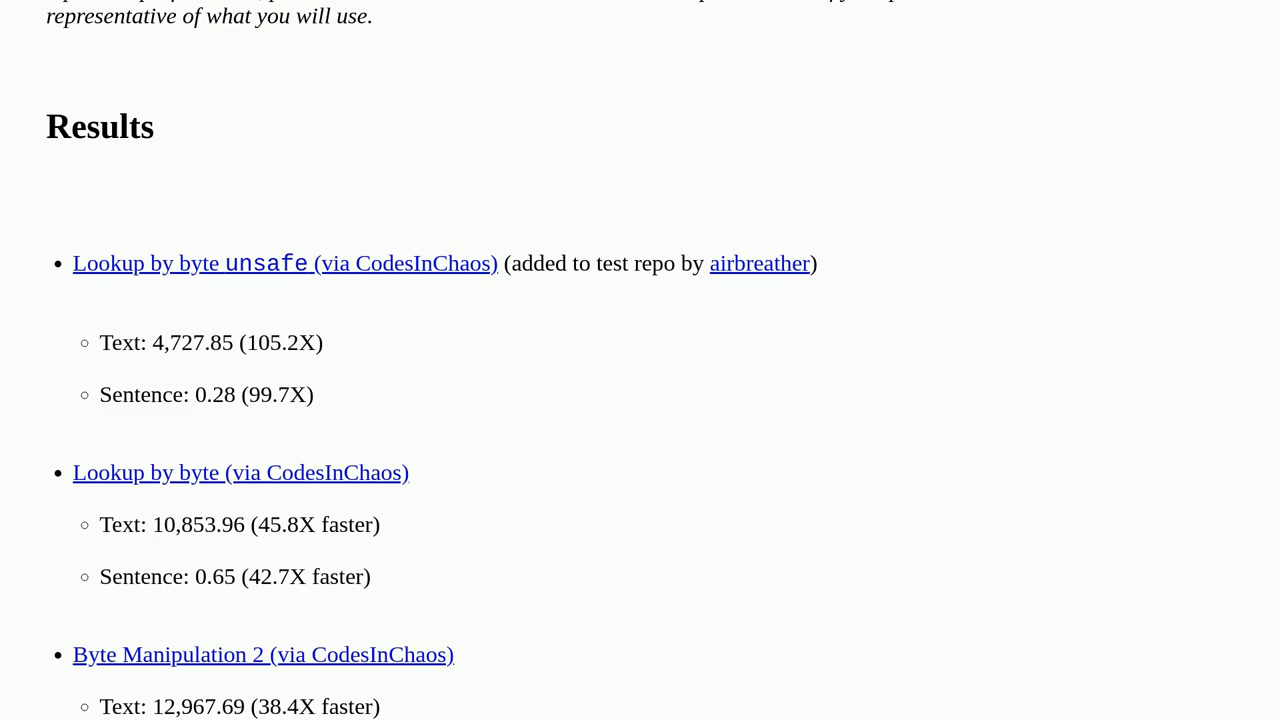 representative of what you will use.
Results
Lookup by byte unsafe (via CodesInChaos) (added to test repo by airbreather)
Text: 4,727.85 (105.2X)
Sentence: 0.28 (99.7X)
Lookup by byte (via CodesInChaos)
Text: 10,853.96 (45.8X faster)
Sentence: 0.65 (42.7X faster)
Byte Manipulation 2 (via CodesInChaos)
Text: 12,967.69 (38.4X faster)